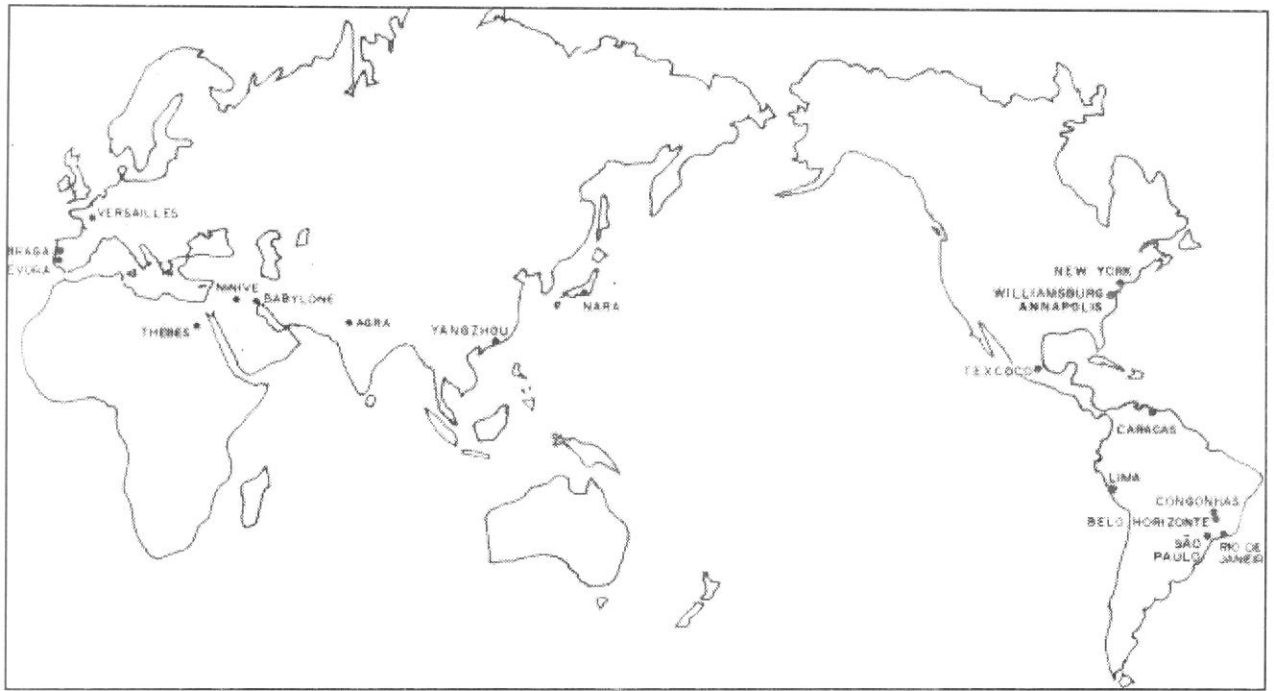 VERSAILLES
BRAGA
EVORA
NINIVE
BABYLONE
THEBES
AGRA
YANGZHOU
NARA
NEW YORK
WILLIAMSBURG
ANNAPOLIS
TEXCOCO
CARACAS
LIMA
CONGONHAS
BELO HORIZONTE
SÃO
PAULO
RIO DE
JANEIR